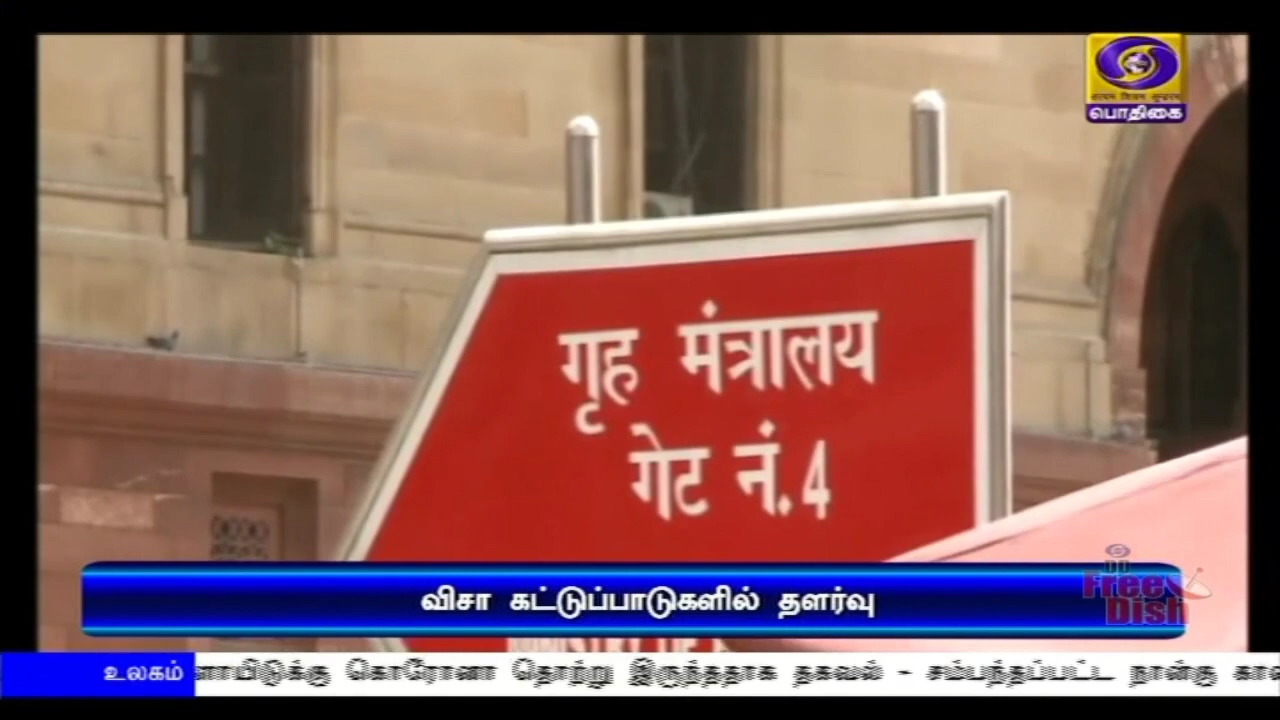 பொதிகை
गृह मंत्रालय
गेट नं.4
விசா கட்டுப்பாடுகளில் தளர்வு
DD
Free
Dish
உலகம்
ளாயிடுக்கு கொரோனா தொற்று இருந்ததாக தகவல் - சம்பந்தப்பட்ட நான்கு